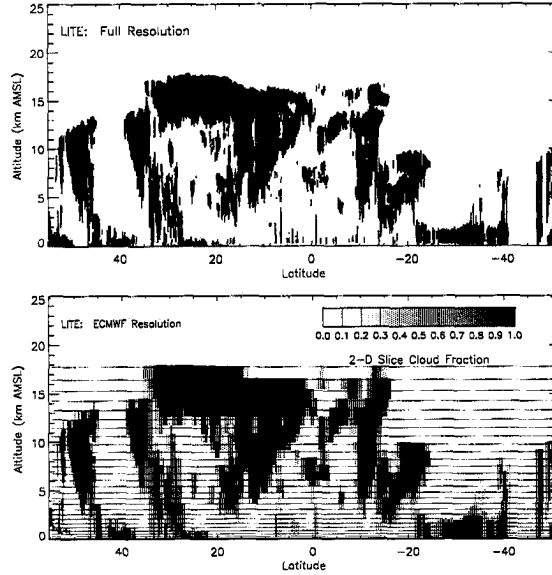 25
LITE: Full Resolution
20
15
10
5
0
Altitude (km AMSL)
40 20 0 −20 −40
Latitude
25
LITE: ECMWF Resolution
0.0 0.1 0.2 0.3 0.4 0.5 0.6 0.7 0.8 0.9 1.0
2−D Slice Cloud Fraction
20
15
10
5
0
Altitude (km AMSL)
40 20 0 −20 −40
Latitude